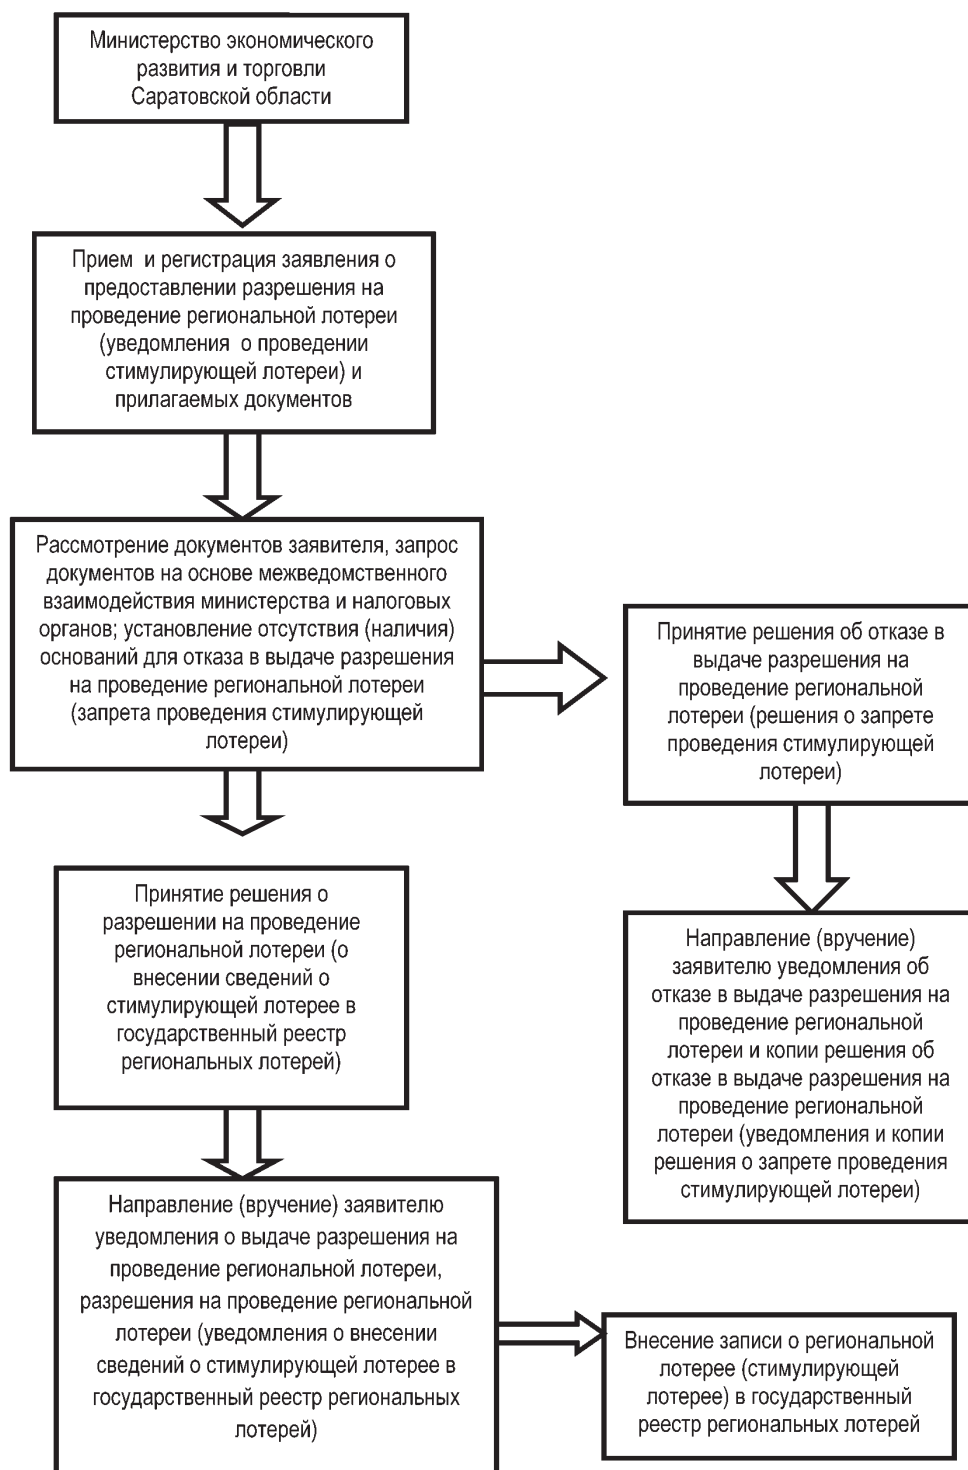 Министерство экономического
развития и торговли
Саратовской области
Прием и регистрация заявления о
предоставлении разрешения на
проведение региональной лотереи
(уведомления о проведении
стимулирующей лотереи) и
прилагаемых документов
Рассмотрение документов заявителя, запрос
документов на основе межведомственного
взаимодействия министерства и налоговых
органов; установление отсутствия (наличия)
оснований для отказа в выдаче разрешения
на проведение региональной лотереи
(запрета проведения стимулирующей
лотереи)
Принятие решения об отказе в
выдаче разрешения на
проведение региональной
лотереи (решения о запрете
проведения стимулирующей
лотереи)
Принятие решения о
разрешении на проведение
региональной лотереи (о
внесении сведений о
стимулирующей лотерее в
государственный реестр
региональных лотерей)
Направление (вручение)
заявителю уведомления об
отказе в выдаче разрешения на
проведение региональной
лотереи и копии решения об
отказе в выдаче разрешения на
проведение региональной
лотереи (уведомления и копии
решения о запрете проведения
стимулирующей лотереи)
Направление (вручение) заявителю
уведомления о выдаче разрешения на
проведение региональной лотереи,
разрешения на проведение региональной
лотереи (уведомления о внесении
сведений о стимулирующей лотерее в
государственный реестр региональных
лотерей)
Внесение записи о региональной
лотерее (стимулирующей
лотерее) в государственный
реестр региональных лотерей